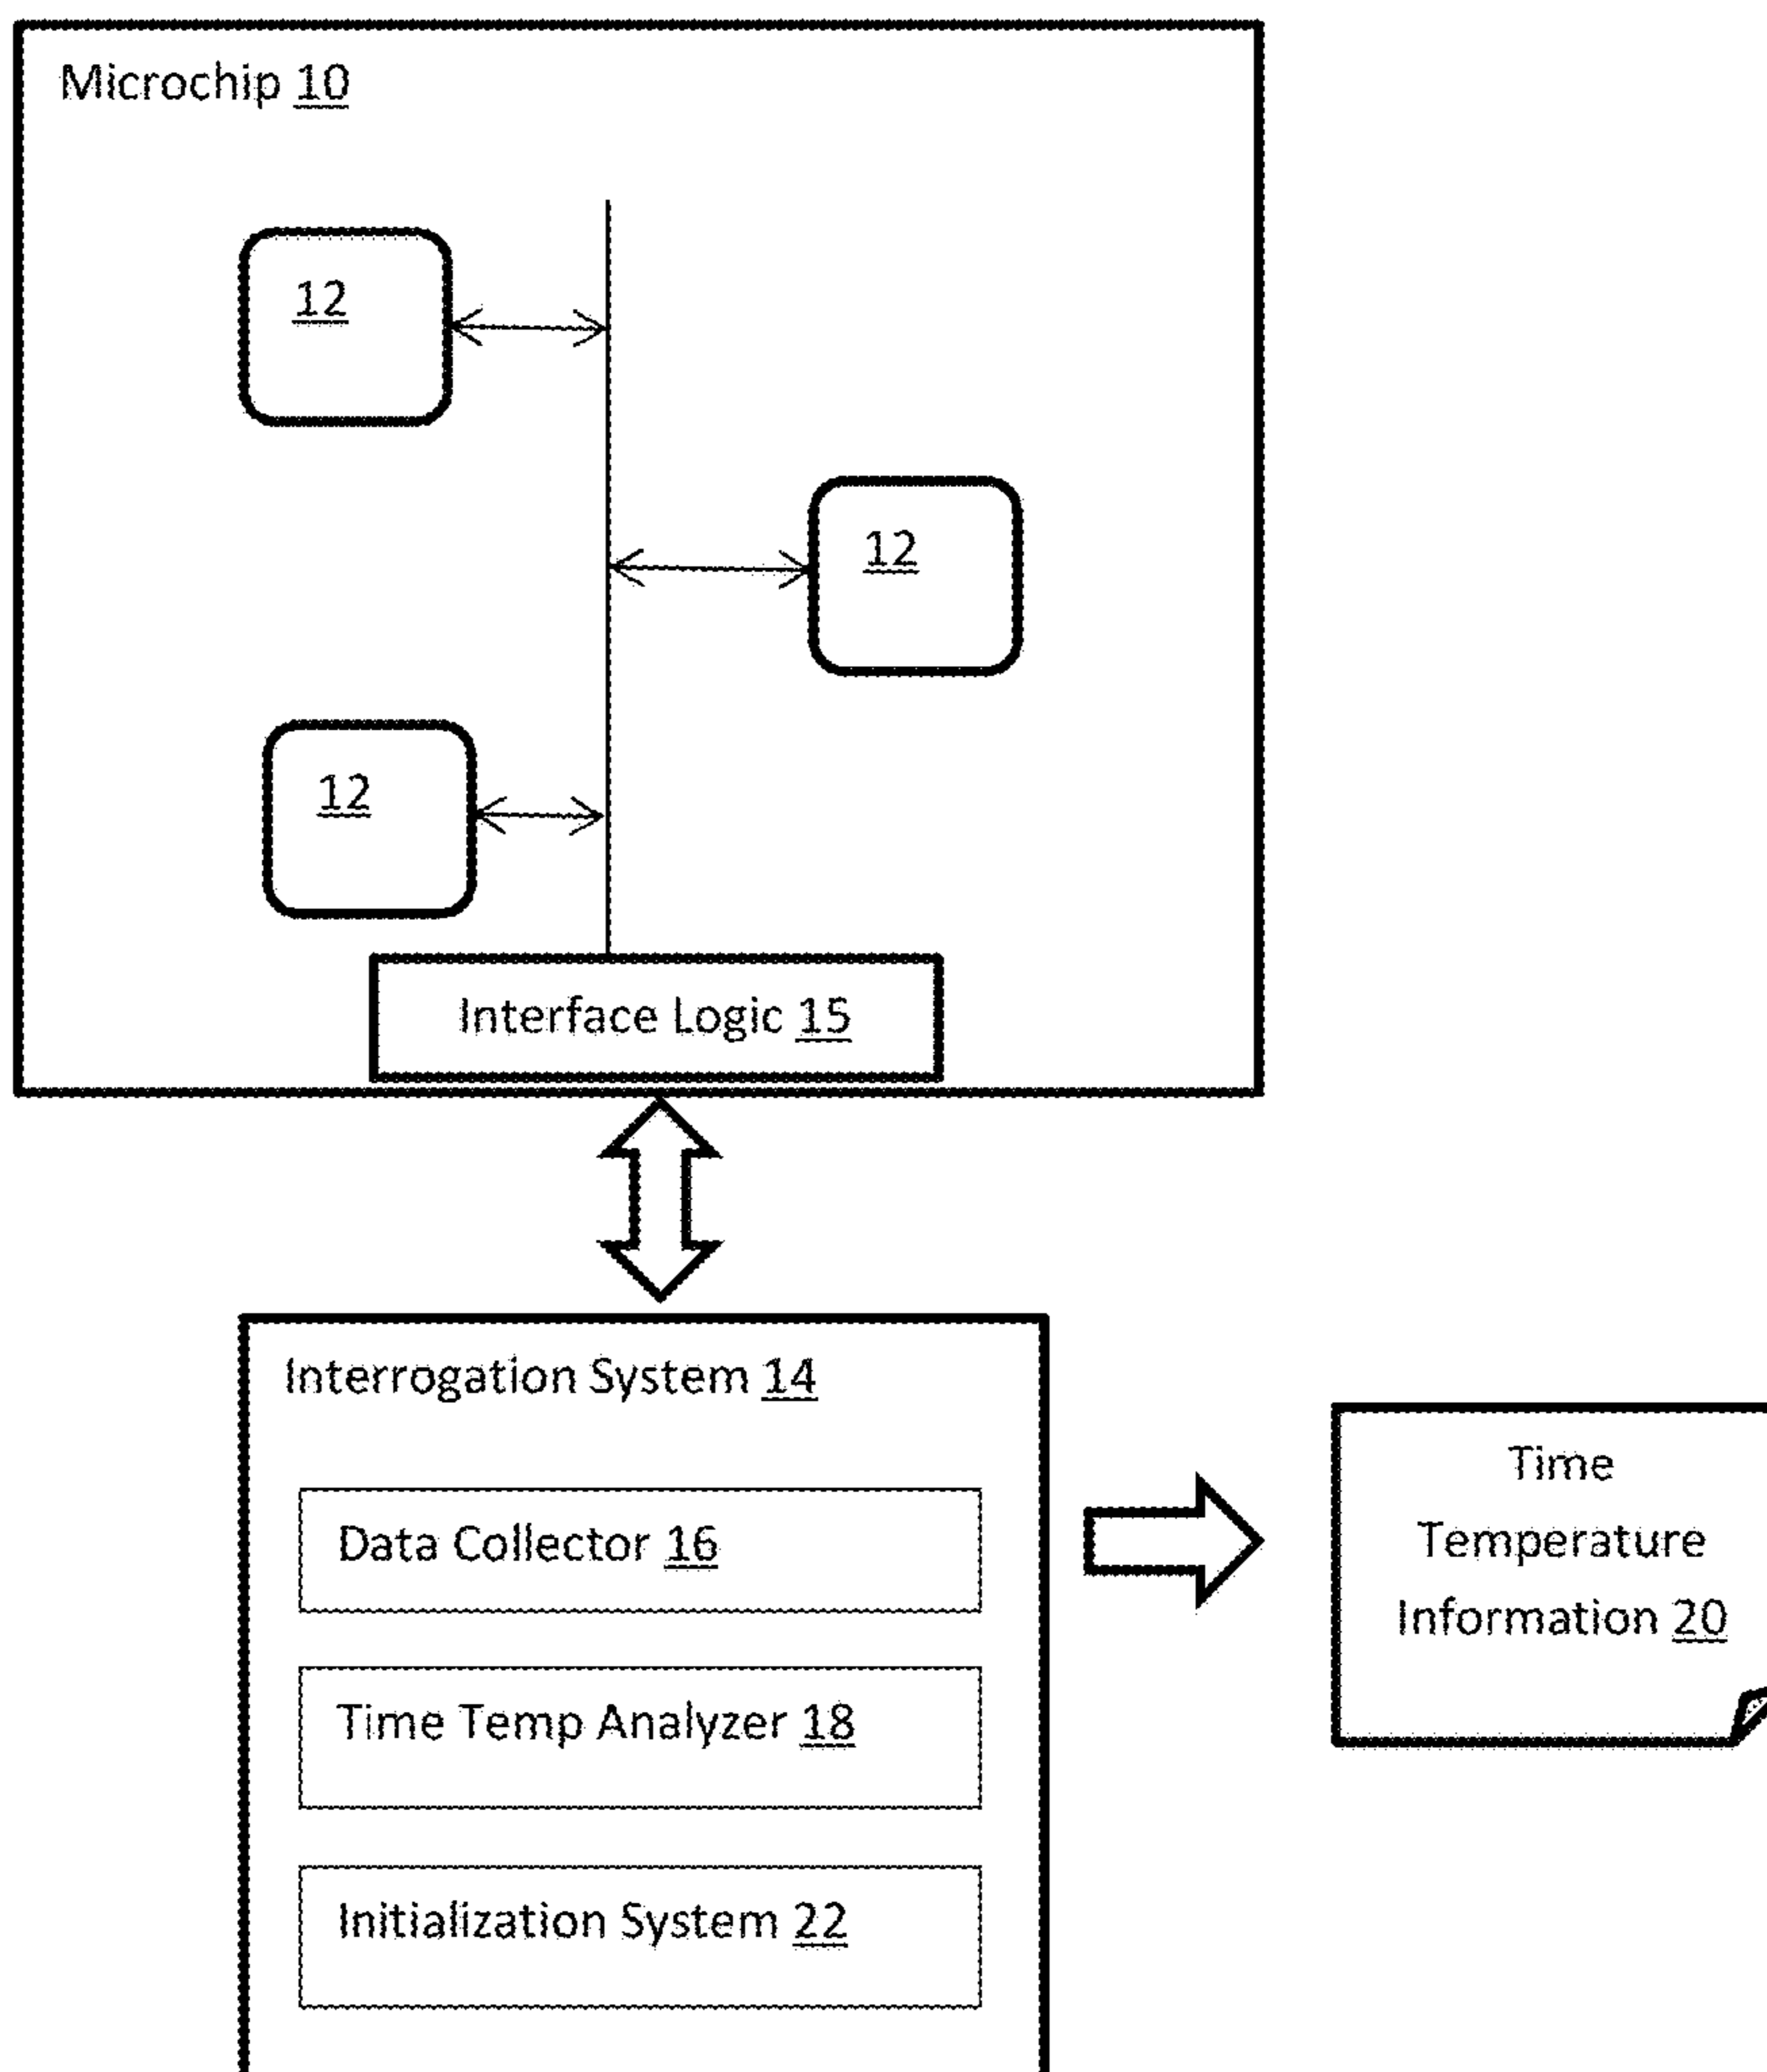 Microchip 10
12
12
12
Interface Logic 15
Interrogation System 14
Data Collector 16
Time Temp Analyzer 18
Initialization System 22
Time
Temperature
Information 20